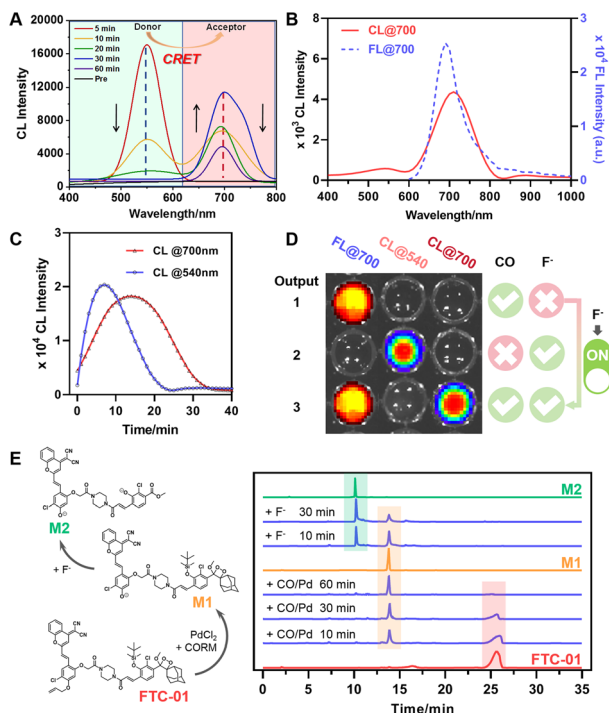 A
Donor Acceptor
CRET
5 min
10 min
20 min
30 min
60 min
Pre
CL Intensity
20000
16000
12000
8000
4000
0
400 500 600 700 800
Wavelength/nm
B
CL@700
FL@700
x 10³ CL Intensity
8
6
4
2
0
x 10⁴ FL Intensity (a.u.)
3
2
1
0
400 500 600 700 800 900 1000
Wavelength/nm
C
CL @700nm
CL @540nm
x 10⁴ CL Intensity
3
2
1
0
0 10 20 30 40
Time/min
D
FL@700 CL@540 CL@700
Output
1
2
3
CO F⁻
F⁻
ON
E
M2
+ F⁻
M1
PdCl₂
+ CORM
FTC-01
M2
+ F⁻ 30 min
+ F⁻ 10 min
M1
+ CO/Pd 60 min
+ CO/Pd 30 min
+ CO/Pd 10 min
FTC-01
0 5 10 15 20 25 30 35
Time/min